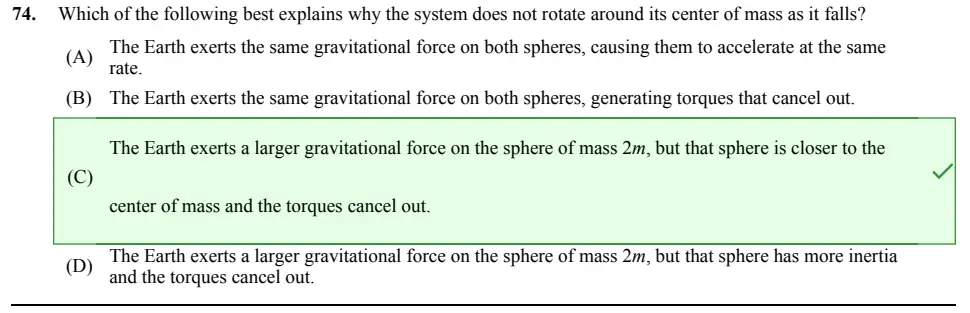 74. Which of the following best explains why the system does not rotate around its center of mass as it falls?
(A) The Earth exerts the same gravitational force on both spheres, causing them to accelerate at the same
rate.
(B) The Earth exerts the same gravitational force on both spheres, generating torques that cancel out.
The Earth exerts a larger gravitational force on the sphere of mass 2m, but that sphere is closer to the
(C)
center of mass and the torques cancel out.
(D) The Earth exerts a larger gravitational force on the sphere of mass 2m, but that sphere has more inertia
and the torques cancel out.